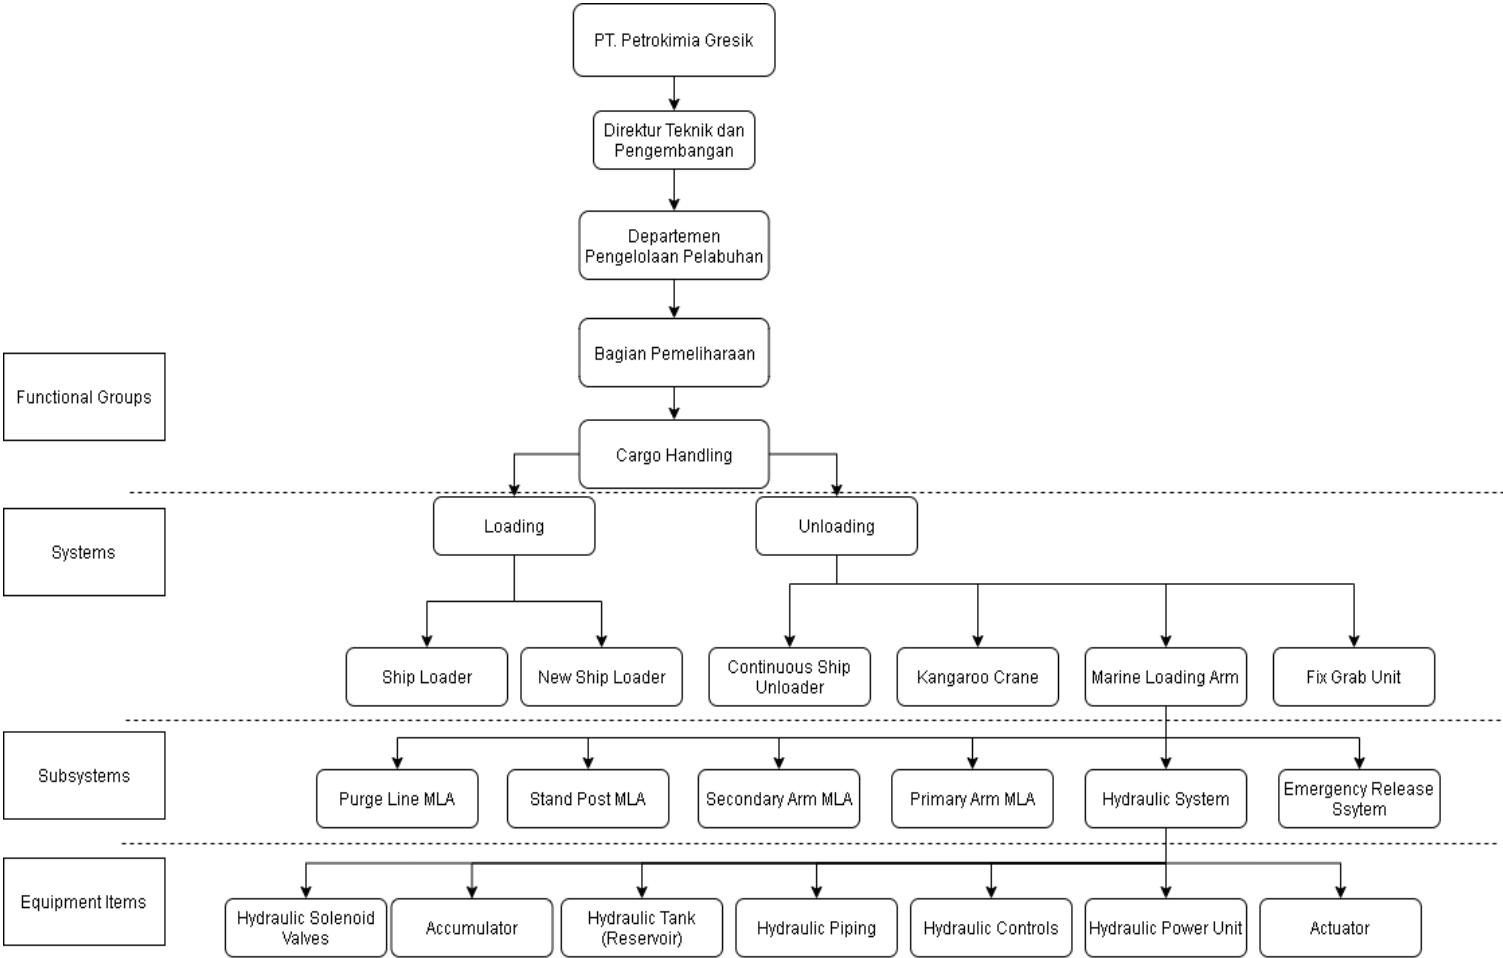 PT. Petrokimia Gresik
Direktur Teknik dan
Pengembangan
Departemen
Pengelolaan Pelabuhan
Bagian Pemeliharaan
Functional Groups
Cargo Handling
Loading
Unloading
Systems
Ship Loader
New Ship Loader
Continuous Ship
Unloader
Kangaroo Crane
Marine Loading Arm
Fix Grab Unit
Subsystems
Purge Line MLA
Stand Post MLA
Secondary Arm MLA
Primary Arm MLA
Hydraulic System
Emergency Release
Ssytem
Equipment Items
Hydraulic Solenoid
Valves
Accumulator
Hydraulic Tank
(Reservoir)
Hydraulic Piping
Hydraulic Controls
Hydraulic Power Unit
Actuator